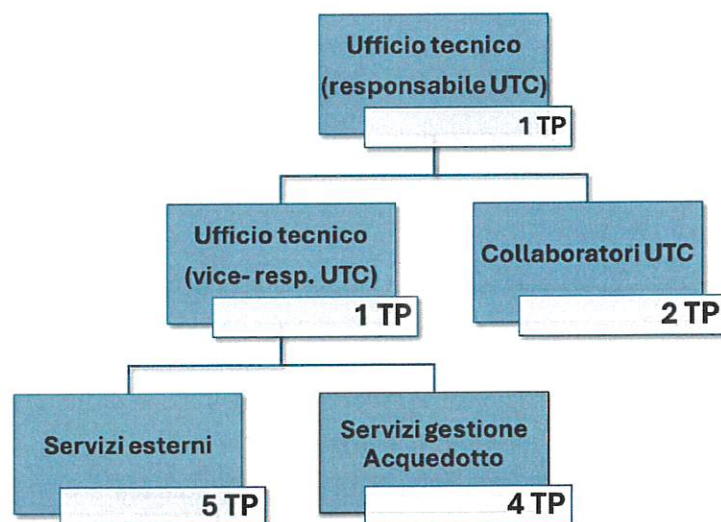 Ufficio tecnico
(responsabile UTC)
1 TP
Ufficio tecnico
(vice- resp. UTC)
1 TP
Collaboratori UTC
2 TP
Servizi esterni
5 TP
Servizi gestione
Acquedotto
4 TP